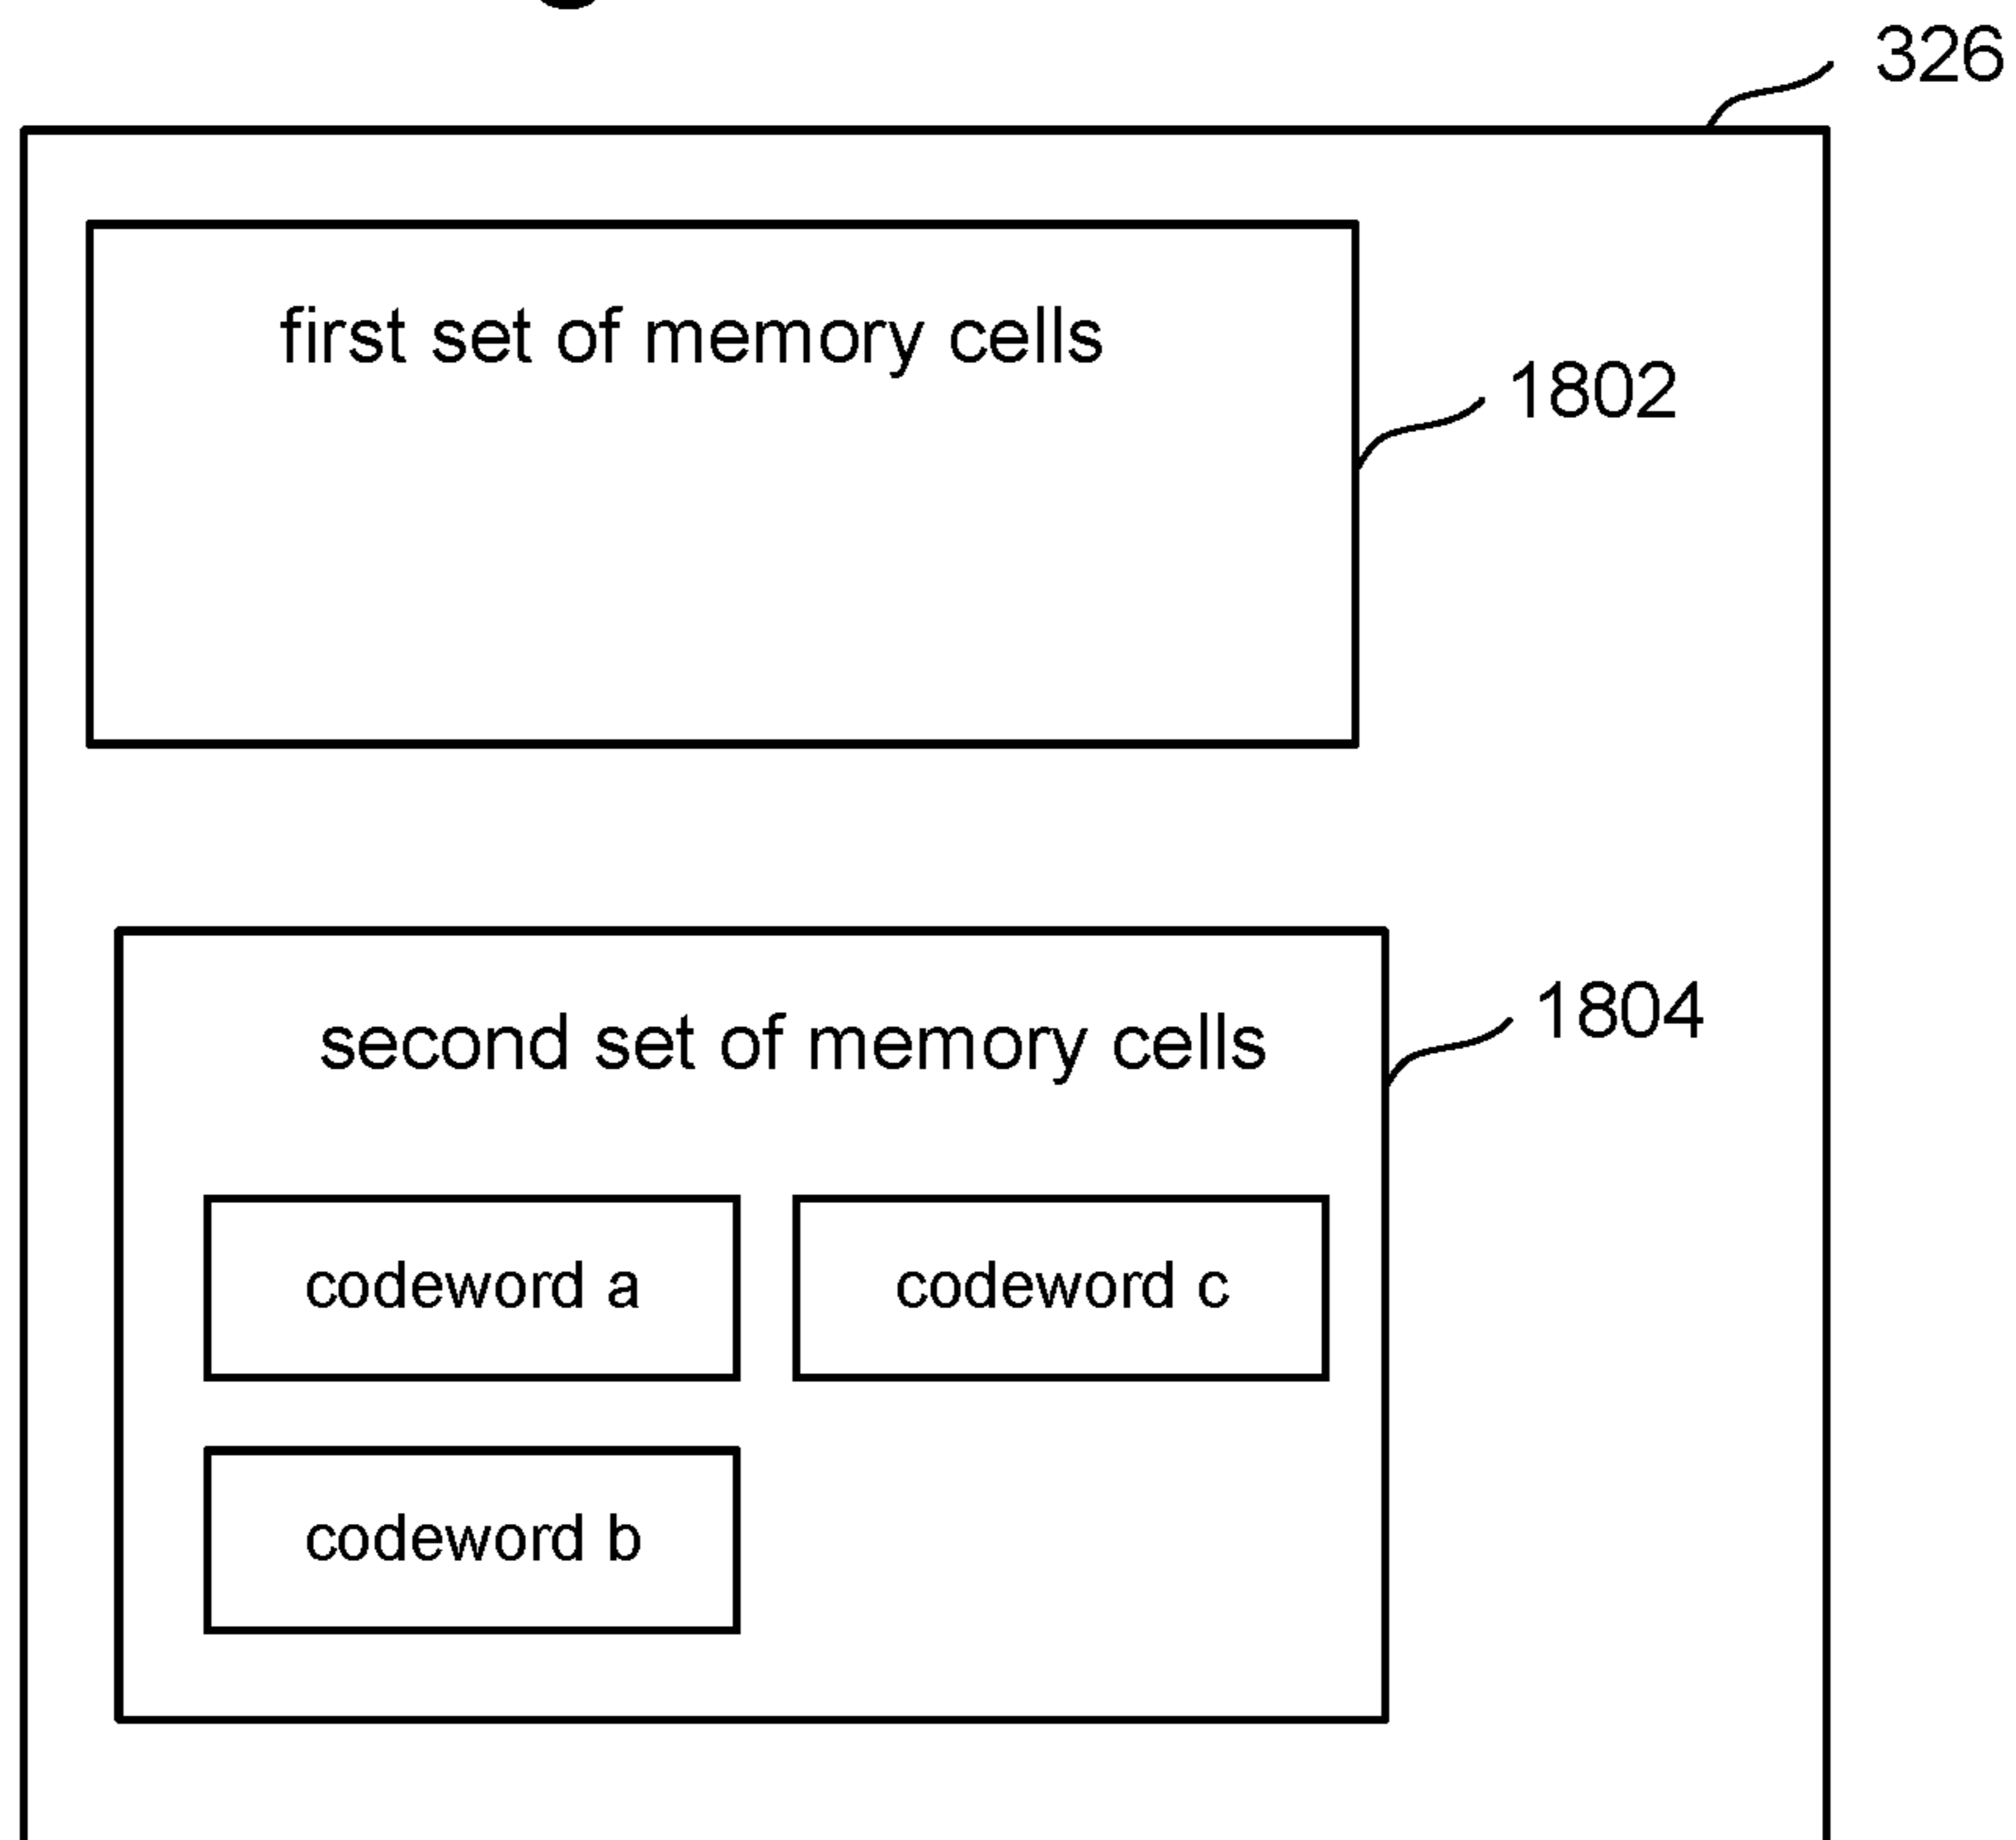 326
first set of memory cells
1802
second set of memory cells
1804
codeword a
codeword c
codeword b